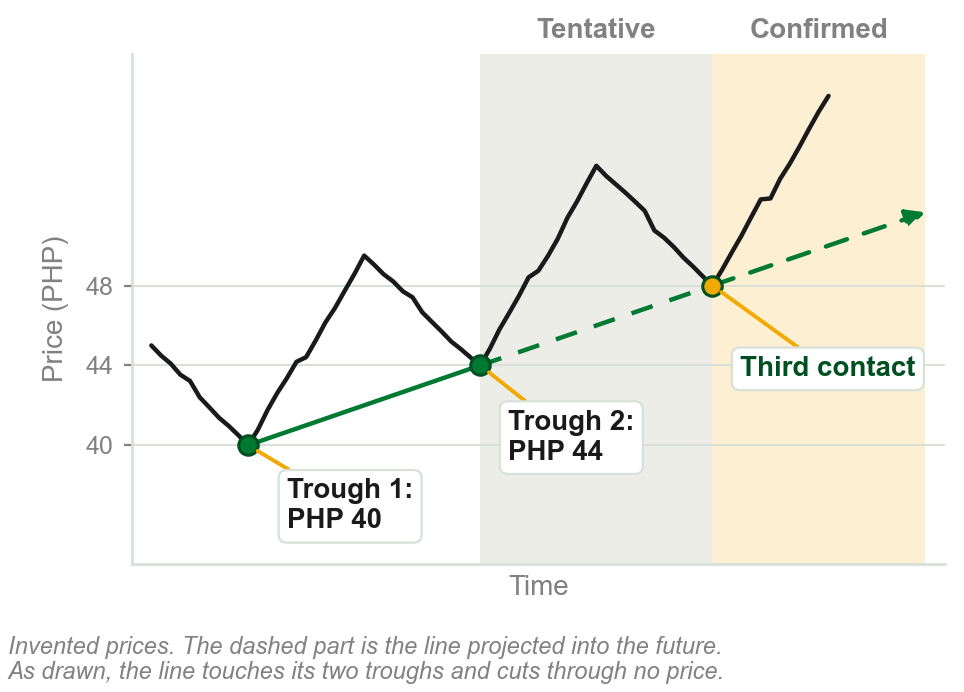 Tentative
Confirmed
Price (PHP)
48
44
40
Third contact
Trough 2:
PHP 44
Trough 1:
PHP 40
Time
Invented prices. The dashed part is the line projected into the future.
As drawn, the line touches its two troughs and cuts through no price.